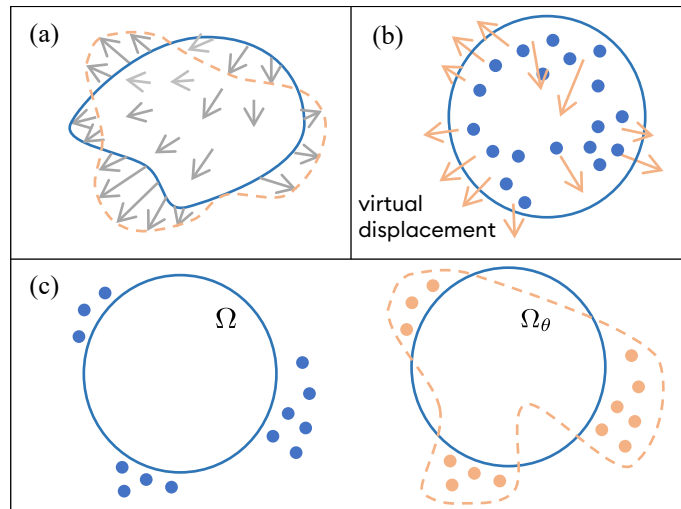 (a)
(b)
virtual
displacement
(c)
Ω
Ω_θ